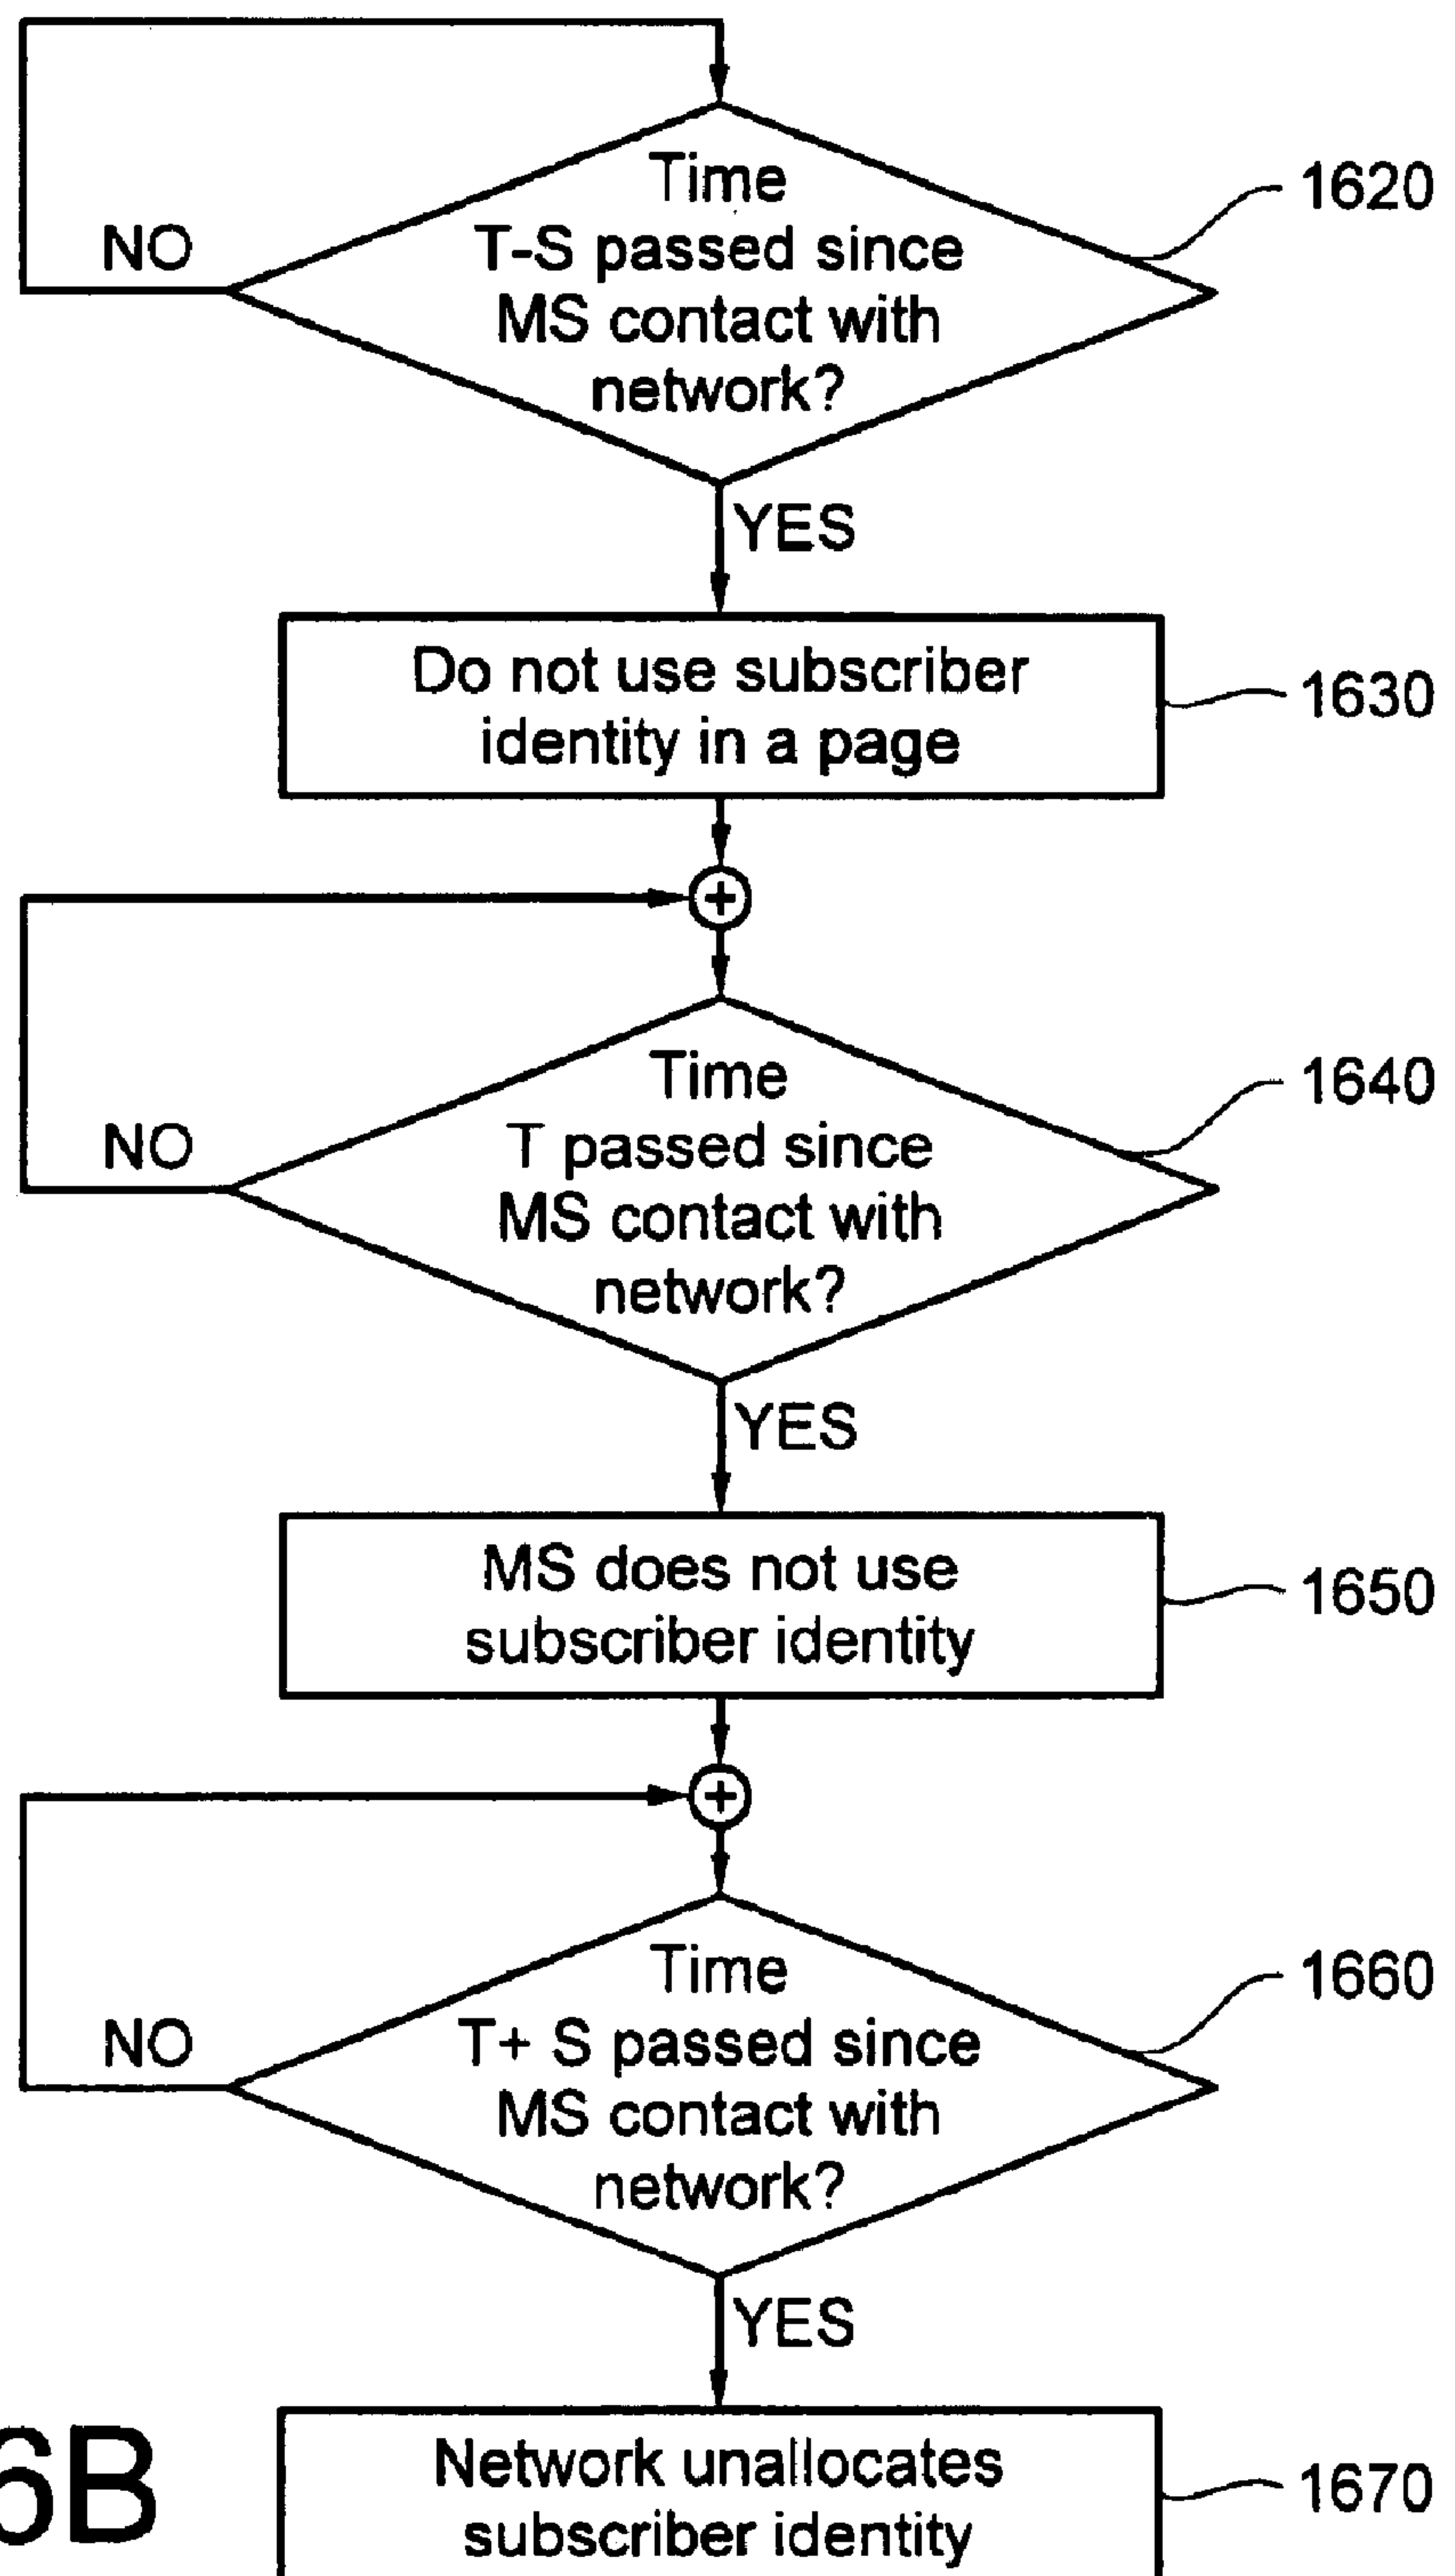 Time
T-S passed since
MS contact with
network?
1620
NO
YES
Do not use subscriber
identity in a page
1630
+
Time
T passed since
MS contact with
network?
1640
NO
YES
MS does not use
subscriber identity
1650
+
Time
T+ S passed since
MS contact with
network?
1660
NO
YES
Network unallocates
subscriber identity
1670
6B